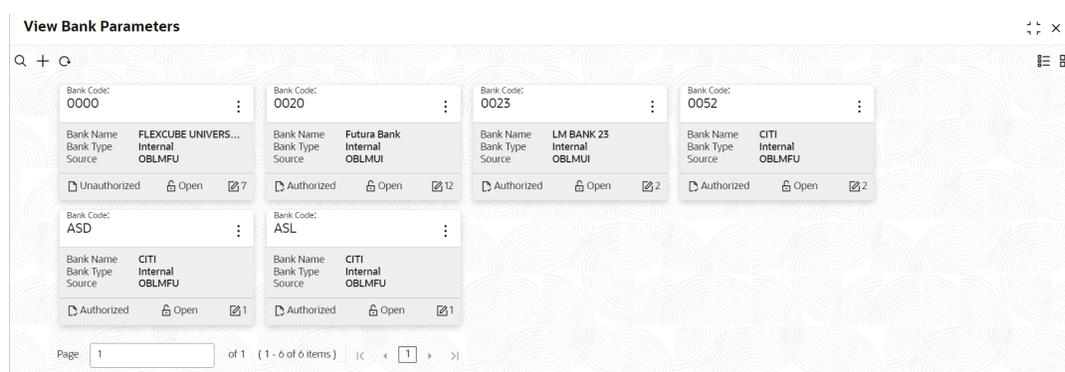 View Bank Parameters
Bank Code: Bank Code: Bank Code: Bank Code:
0000 0020 0023 0052
Bank Name FLEXCUBE UNIVERS... Bank Name Futura Bank Bank Name LM BANK 23 Bank Name CITI
Bank Type Internal Bank Type Internal Bank Type Internal Bank Type Internal
Source OBLMFU Source OBLMUI Source OBLMUI Source OBLMFU
Unauthorized Open 7 Authorized Open 12 Authorized Open 2 Authorized Open 2
Bank Code: Bank Code:
ASD ASL
Bank Name CITI Bank Name CITI
Bank Type Internal Bank Type Internal
Source OBLMFU Source OBLMFU
Authorized Open 1 Authorized Open 1
Page 1 of 1 ( 1 - 6 of 6 items ) 1